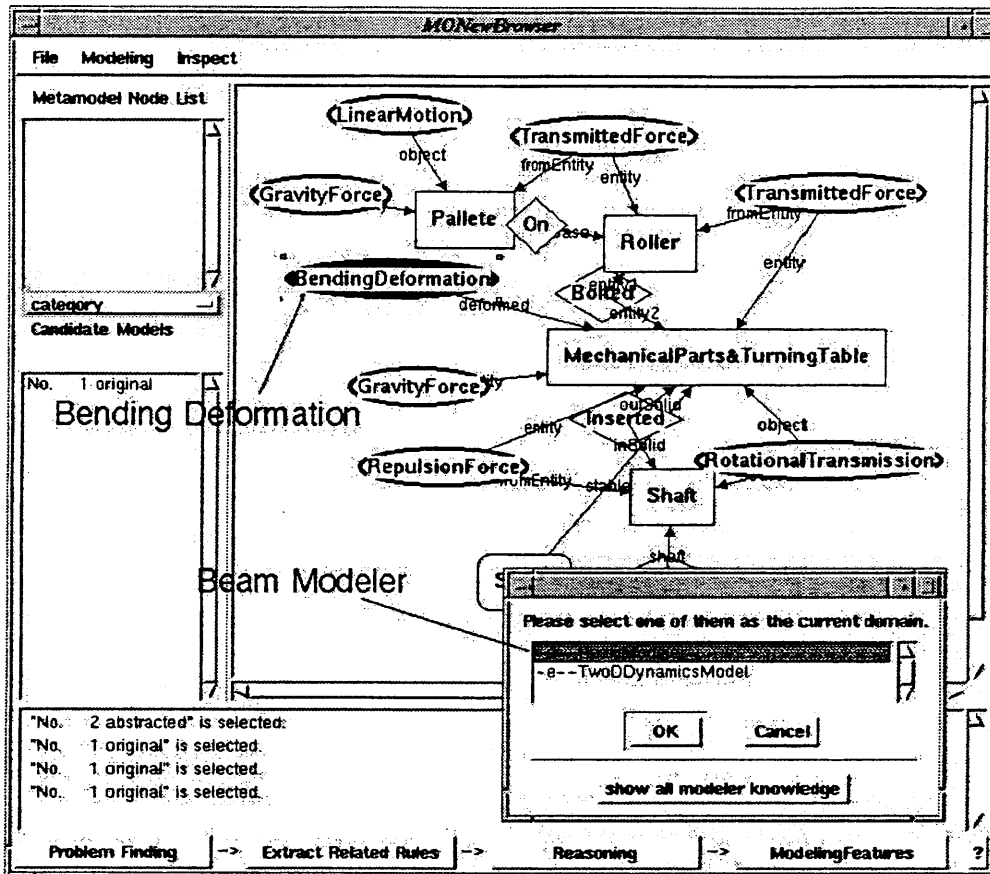 MONewBrowser
File Modeling Inspect
Metamodel Node List
category
Candidate Models
No. 1 original
LinearMotion
TransmittedForce
object
fromEntity
entity
GravityForce
TransmittedForce
Pallete
On
fromEntity
Roller
BendingDeformation
entity
Bolted
deformed
entity2
MechanicalParts&TurningTable
GravityForce
Bending Deformation
outSolid
Inserted
entity
object
inSolid
RepulsionForce
RotationalTransmission
fromEntity
stable
Shaft
shaft
Beam Modeler
S
Please select one of them as the current domain.
-e--TwoDDynamicsModel
OK Cancel
show all modeler knowledge
"No. 2 abstracted" is selected.
"No. 1 original" is selected.
"No. 1 original" is selected.
"No. 1 original" is selected.
Problem Finding -> Extract Related Rules -> Reasoning -> ModelingFeatures ?